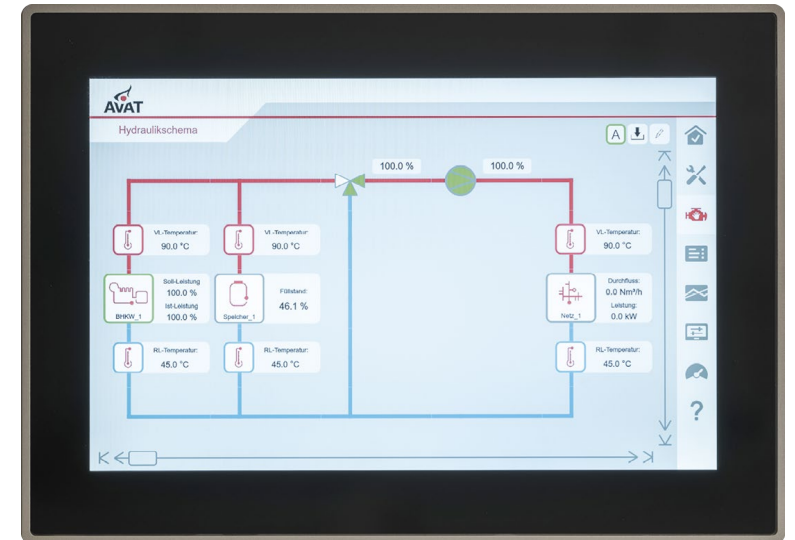 AVAT
Hydraulikschema
A
100.0 %
100.0 %
VL-Temperatur:
90.0 °C
VL-Temperatur:
90.0 °C
VL-Temperatur:
90.0 °C
Soll-Leistung
100.0 %
Ist-Leistung
100.0 %
BHKW_1
Füllstand:
46.1 %
Speicher_1
Durchfluss:
0.0 Nm³/h
Leistung:
0.0 kW
Netz_1
RL-Temperatur:
45.0 °C
RL-Temperatur:
45.0 °C
RL-Temperatur:
45.0 °C
?